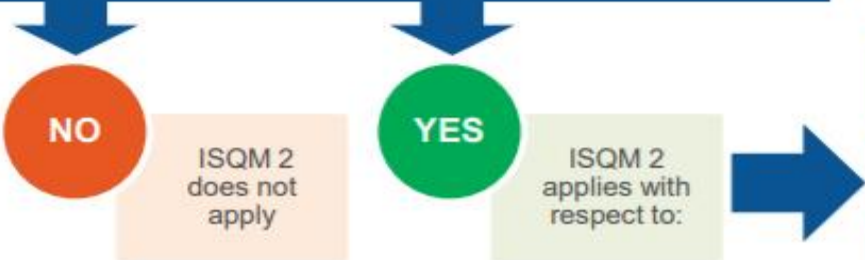 NO
ISQM 2
does not
apply
YES
ISQM 2
applies with
respect to: